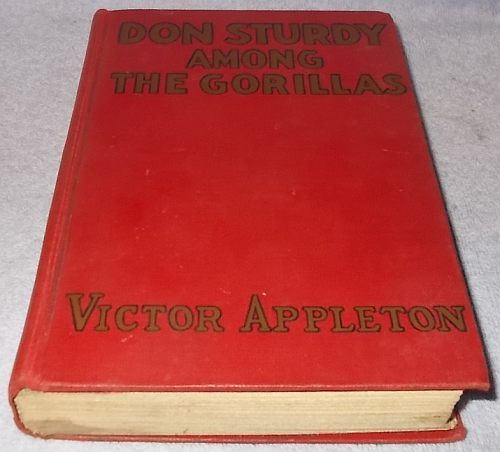 DON STURDY
AMONG
THE GORILLAS
VICTOR APPLETON